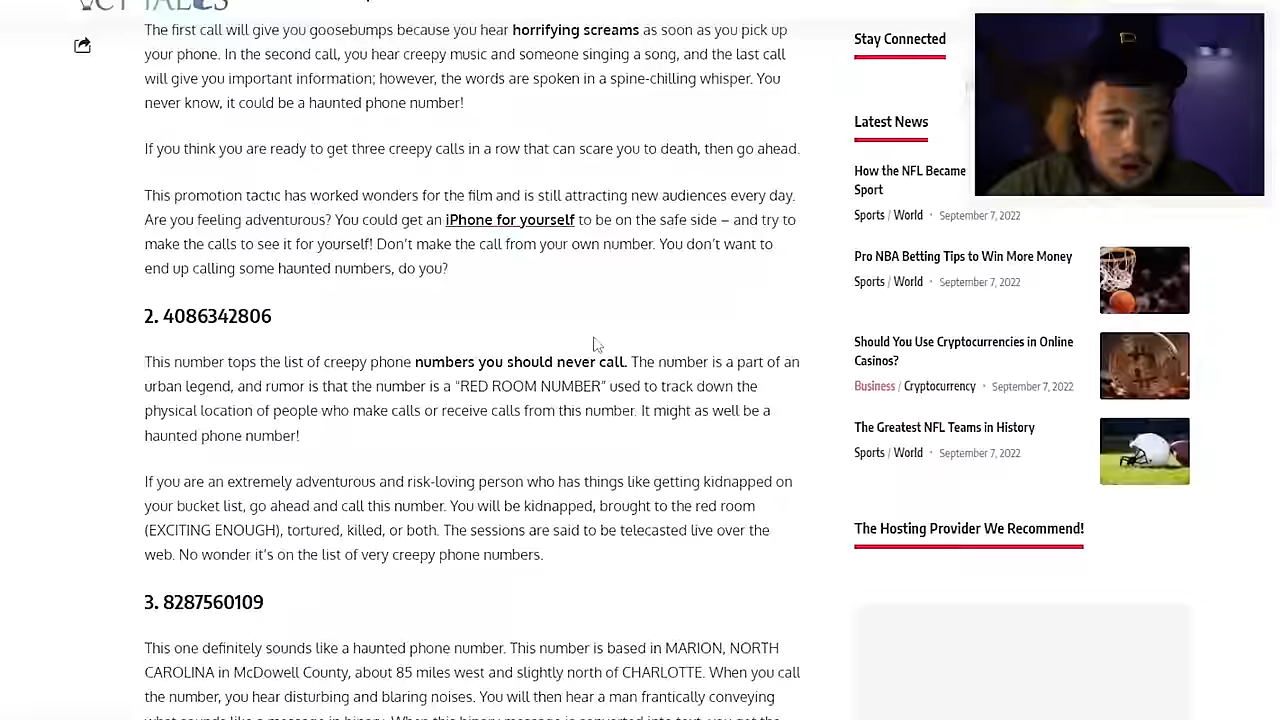 The first call will give you goosebumps because you hear horrifying screams as soon as you pick up
your phone. In the second call, you hear creepy music and someone singing a song, and the last call
will give you important information; however, the words are spoken in a spine-chilling whisper. You
never know, it could be a haunted phone number!
If you think you are ready to get three creepy calls in a row that can scare you to death, then go ahead.
This promotion tactic has worked wonders for the film and is still attracting new audiences every day.
Are you feeling adventurous? You could get an iPhone for yourself to be on the safe side – and try to
make the calls to see it for yourself! Don't make the call from your own number. You don't want to
end up calling some haunted numbers, do you?
2. 4086342806
This number tops the list of creepy phone numbers you should never call. The number is a part of an
urban legend, and rumor is that the number is a “RED ROOM NUMBER” used to track down the
physical location of people who make calls or receive calls from this number. It might as well be a
haunted phone number!
If you are an extremely adventurous and risk-loving person who has things like getting kidnapped on
your bucket list, go ahead and call this number. You will be kidnapped, brought to the red room
(EXCITING ENOUGH), tortured, killed, or both. The sessions are said to be telecasted live over the
web. No wonder it's on the list of very creepy phone numbers.
3. 8287560109
This one definitely sounds like a haunted phone number. This number is based in MARION, NORTH
CAROLINA in McDowell County, about 85 miles west and slightly north of CHARLOTTE. When you call
the number, you hear disturbing and blaring noises. You will then hear a man frantically conveying
Stay Connected
Latest News
How the NFL Became
Sport
Sports / World • September 7, 2022
Pro NBA Betting Tips to Win More Money
Sports / World • September 7, 2022
Should You Use Cryptocurrencies in Online
Casinos?
Business / Cryptocurrency • September 7, 2022
The Greatest NFL Teams in History
Sports / World • September 7, 2022
The Hosting Provider We Recommend!